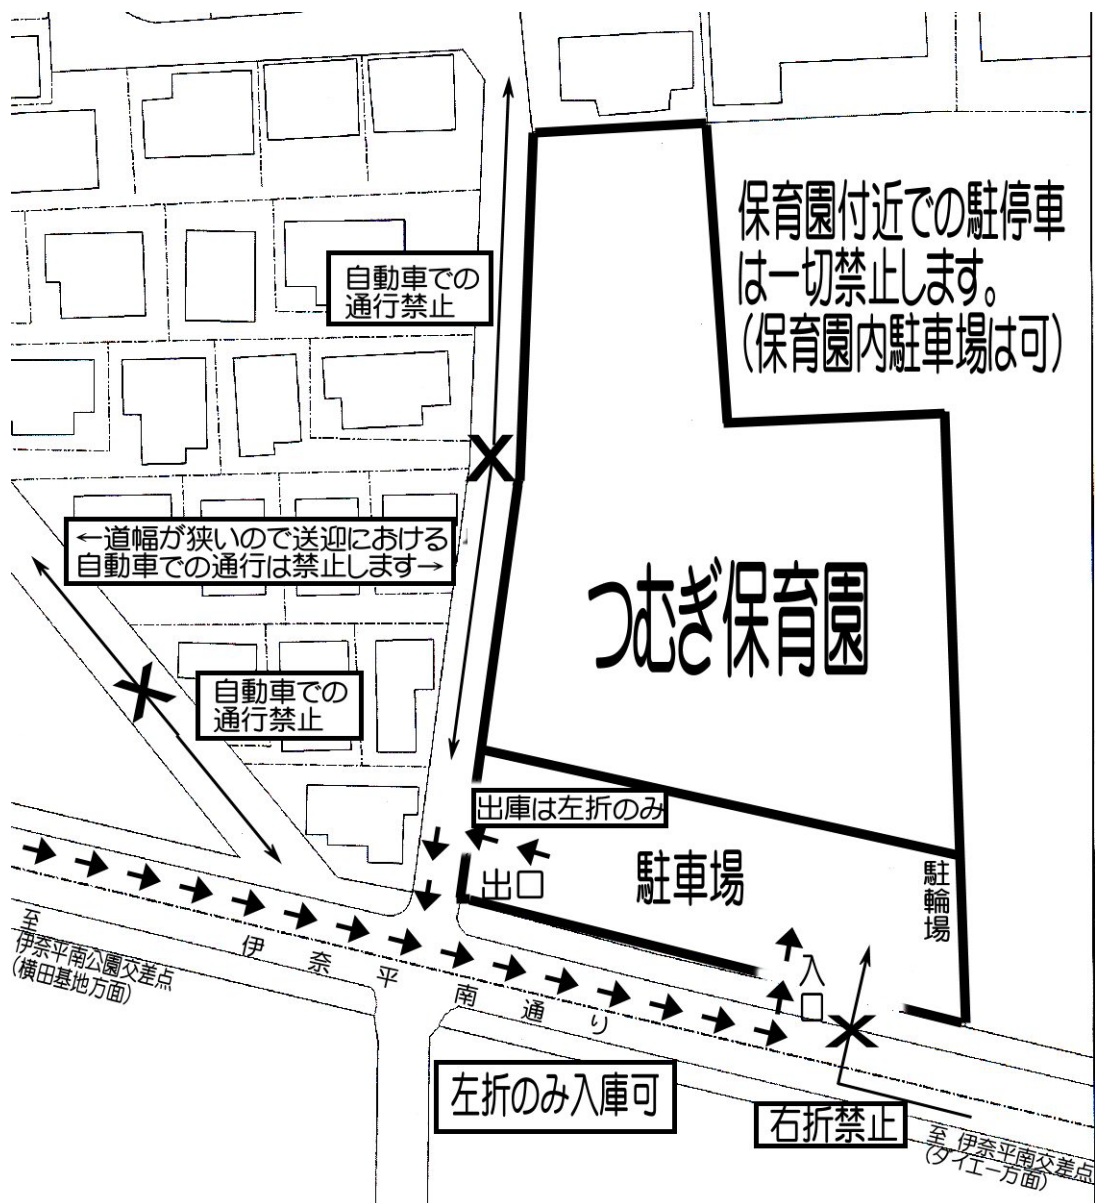 保育園付近での駐停車
は一切禁止します。
(保育園内駐車場は可)
自動車での
通行禁止
←道幅が狭いので送迎における
自動車での通行は禁止します→
つむぎ保育園
自動車での
通行禁止
出庫は左折のみ
出口
駐車場
駐輪場
入口
至
伊奈平南公園交差点
(横田基地方面)
伊奈平南通り
左折のみ入庫可
右折禁止
至 伊奈平南交差点
(ダイエー方面)